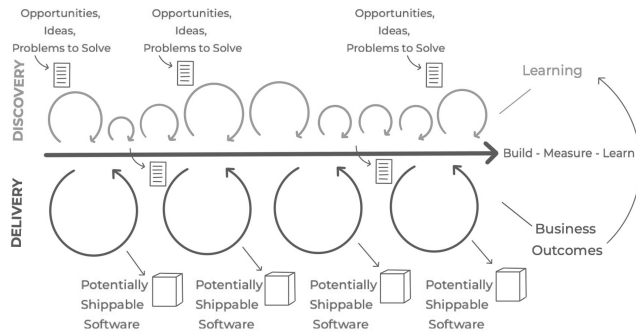 Opportunities,
Ideas,
Problems to Solve
Opportunities,
Ideas,
Problems to Solve
Opportunities,
Ideas,
Problems to Solve
DISCOVERY
Learning
Build - Measure - Learn
DELIVERY
Business
Outcomes
Potentially
Shippable
Software
Potentially
Shippable
Software
Potentially
Shippable
Software
Potentially
Shippable
Software